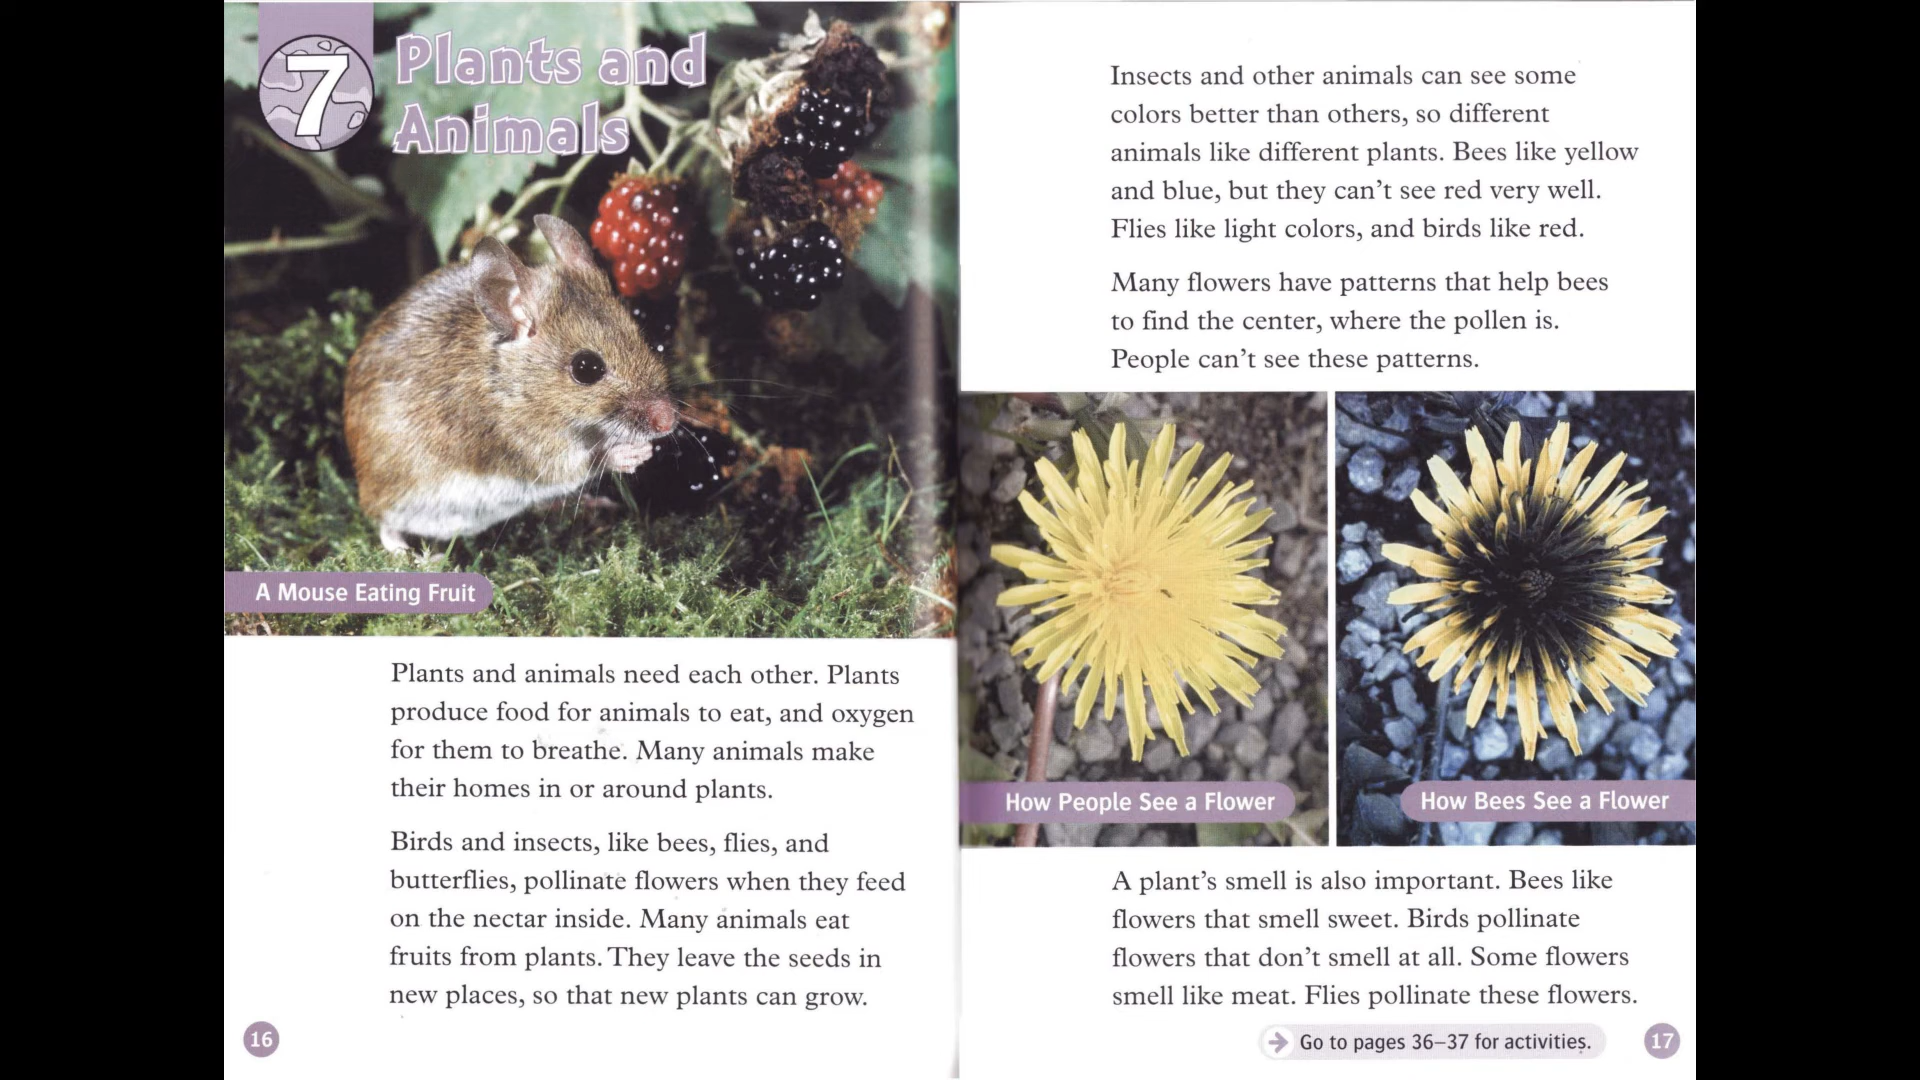 7
Plants and
Animals
A Mouse Eating Fruit
Plants and animals need each other. Plants
produce food for animals to eat, and oxygen
for them to breathe. Many animals make
their homes in or around plants.
Birds and insects, like bees, flies, and
butterflies, pollinate flowers when they feed
on the nectar inside. Many animals eat
fruits from plants. They leave the seeds in
new places, so that new plants can grow.
16
Insects and other animals can see some
colors better than others, so different
animals like different plants. Bees like yellow
and blue, but they can't see red very well.
Flies like light colors, and birds like red.
Many flowers have patterns that help bees
to find the center, where the pollen is.
People can't see these patterns.
How People See a Flower
How Bees See a Flower
A plant's smell is also important. Bees like
flowers that smell sweet. Birds pollinate
flowers that don't smell at all. Some flowers
smell like meat. Flies pollinate these flowers.
Go to pages 36–37 for activities.
17